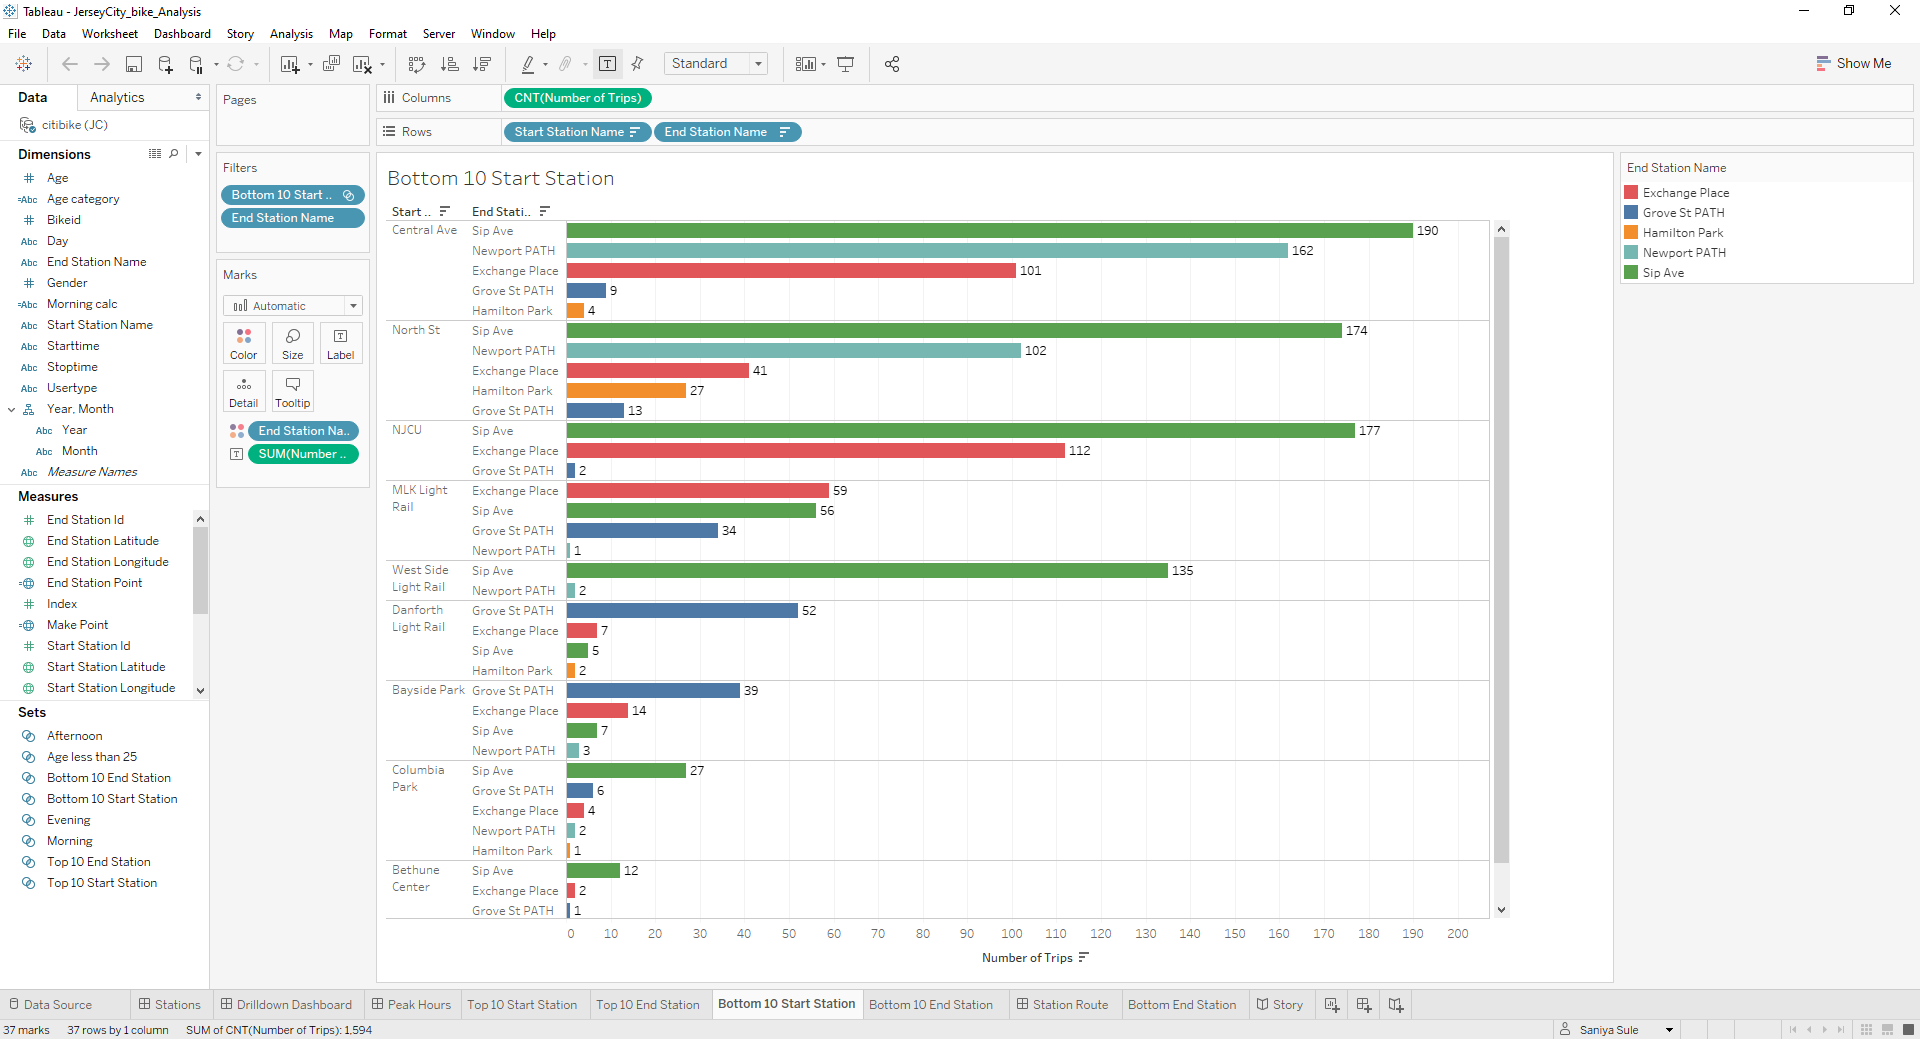 Tableau - JerseyCity_bike_Analysis
File Data Worksheet Dashboard Story Analysis Map Format Server Window Help
Standard
Show Me
Data Analytics
citibike (JC)
Dimensions
Age
Abc Age category
Bikeid
Abc Day
Abc End Station Name
Gender
Abc Morning calc
Abc Start Station Name
Abc Starttime
Abc Stoptime
Abc Usertype
Year, Month
Abc Year
Abc Month
Abc Measure Names
Measures
End Station Id
End Station Latitude
End Station Longitude
End Station Point
Index
Make Point
Start Station Id
Start Station Latitude
Start Station Longitude
Sets
Afternoon
Age less than 25
Bottom 10 End Station
Bottom 10 Start Station
Evening
Morning
Top 10 End Station
Top 10 Start Station
Pages
Filters
Bottom 10 Start ..
End Station Name
Marks
Automatic
Color Size Label
Detail Tooltip
End Station Na..
SUM(Number ..
Columns CNT(Number of Trips)
Rows Start Station Name End Station Name
Bottom 10 Start Station
Start .. End Stati..
Central Ave Sip Ave 190
Newport PATH 162
Exchange Place 101
Grove St PATH 9
Hamilton Park 4
North St Sip Ave 174
Newport PATH 102
Exchange Place 41
Hamilton Park 27
Grove St PATH 13
NJCU Sip Ave 177
Exchange Place 112
Grove St PATH 2
MLK Light Rail Exchange Place 59
Sip Ave 56
Grove St PATH 34
Newport PATH 1
West Side Light Rail Sip Ave 135
Newport PATH 2
Danforth Light Rail Grove St PATH 52
Exchange Place 7
Sip Ave 5
Hamilton Park 2
Bayside Park Grove St PATH 39
Exchange Place 14
Sip Ave 7
Newport PATH 3
Columbia Park Sip Ave 27
Grove St PATH 6
Exchange Place 4
Newport PATH 2
Hamilton Park 1
Bethune Center Sip Ave 12
Exchange Place 2
Grove St PATH 1
0 10 20 30 40 50 60 70 80 90 100 110 120 130 140 150 160 170 180 190 200
Number of Trips
End Station Name
Exchange Place
Grove St PATH
Hamilton Park
Newport PATH
Sip Ave
Data Source Stations Drilldown Dashboard Peak Hours Top 10 Start Station Top 10 End Station Bottom 10 Start Station Bottom 10 End Station Station Route Bottom End Station Story
37 marks 37 rows by 1 column SUM of CNT(Number of Trips): 1,594
Saniya Sule